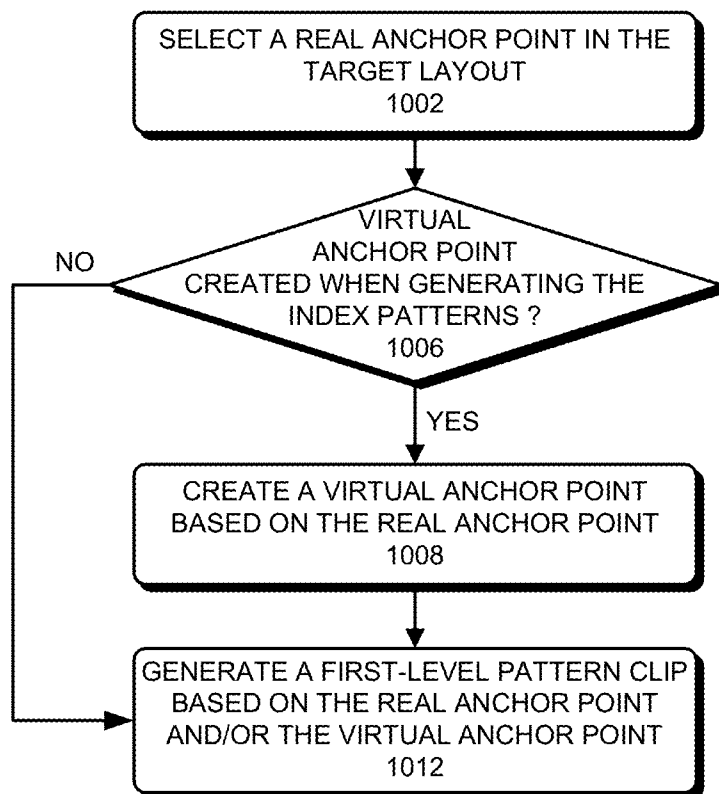 SELECT A REAL ANCHOR POINT IN THE
TARGET LAYOUT
1002
VIRTUAL
ANCHOR POINT
CREATED WHEN GENERATING THE
INDEX PATTERNS ?
1006
NO
YES
CREATE A VIRTUAL ANCHOR POINT
BASED ON THE REAL ANCHOR POINT
1008
GENERATE A FIRST-LEVEL PATTERN CLIP
BASED ON THE REAL ANCHOR POINT
AND/OR THE VIRTUAL ANCHOR POINT
1012